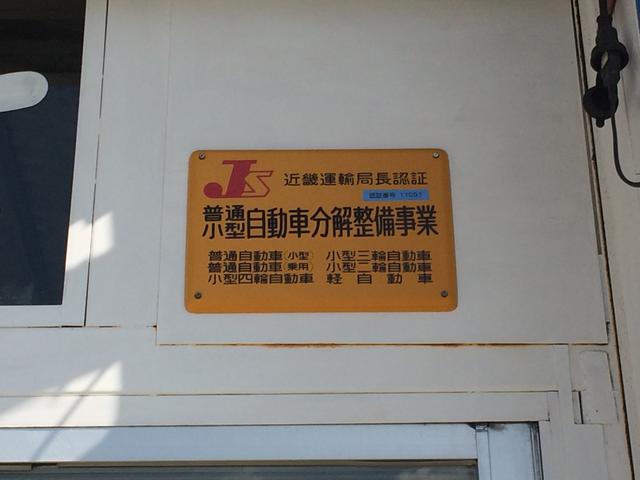 JS 近畿運輸局長認証
認証番号 11091
普通
小型 自動車分解整備事業
普通自動車(小型) 小型三輪自動車
普通自動車(乗用) 小型二輪自動車
小型四輪自動車 軽自動車